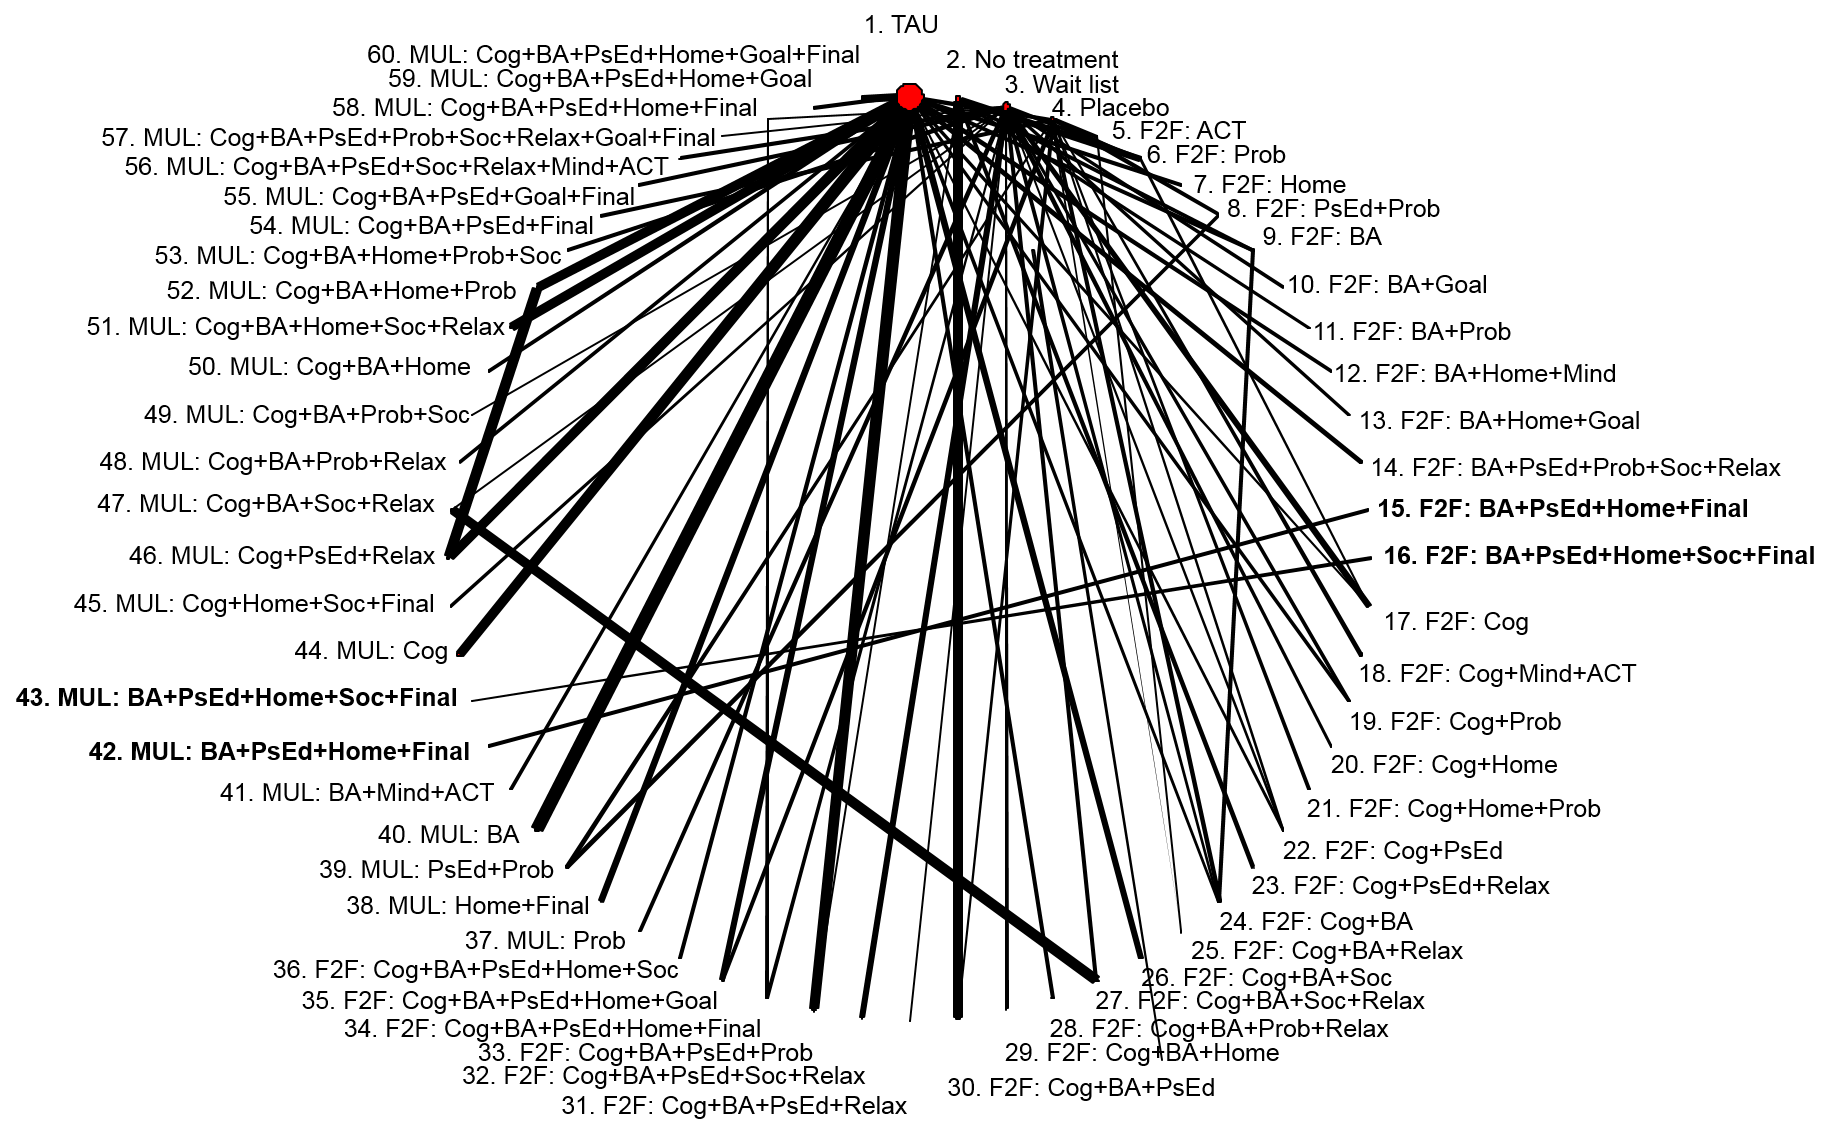 1. TAU
2. No treatment
3. Wait list
4. Placebo
5. F2F: ACT
6. F2F: Prob
7. F2F: Home
8. F2F: PsEd+Prob
9. F2F: BA
10. F2F: BA+Goal
11. F2F: BA+Prob
12. F2F: BA+Home+Mind
13. F2F: BA+Home+Goal
14. F2F: BA+PsEd+Prob+Soc+Relax
15. F2F: BA+PsEd+Home+Final
16. F2F: BA+PsEd+Home+Soc+Final
17. F2F: Cog
18. F2F: Cog+Mind+ACT
19. F2F: Cog+Prob
20. F2F: Cog+Home
21. F2F: Cog+Home+Prob
22. F2F: Cog+PsEd
23. F2F: Cog+PsEd+Relax
24. F2F: Cog+BA
25. F2F: Cog+BA+Relax
26. F2F: Cog+BA+Soc
27. F2F: Cog+BA+Soc+Relax
28. F2F: Cog+BA+Prob+Relax
29. F2F: Cog+BA+Home
30. F2F: Cog+BA+PsEd
31. F2F: Cog+BA+PsEd+Relax
32. F2F: Cog+BA+PsEd+Soc+Relax
33. F2F: Cog+BA+PsEd+Prob
34. F2F: Cog+BA+PsEd+Home+Final
35. F2F: Cog+BA+PsEd+Home+Goal
36. F2F: Cog+BA+PsEd+Home+Soc
37. MUL: Prob
38. MUL: Home+Final
39. MUL: PsEd+Prob
40. MUL: BA
41. MUL: BA+Mind+ACT
42. MUL: BA+PsEd+Home+Final
43. MUL: BA+PsEd+Home+Soc+Final
44. MUL: Cog
45. MUL: Cog+Home+Soc+Final
46. MUL: Cog+PsEd+Relax
47. MUL: Cog+BA+Soc+Relax
48. MUL: Cog+BA+Prob+Relax
49. MUL: Cog+BA+Prob+Soc
50. MUL: Cog+BA+Home
51. MUL: Cog+BA+Home+Soc+Relax
52. MUL: Cog+BA+Home+Prob
53. MUL: Cog+BA+Home+Prob+Soc
54. MUL: Cog+BA+PsEd+Final
55. MUL: Cog+BA+PsEd+Goal+Final
56. MUL: Cog+BA+PsEd+Soc+Relax+Mind+ACT
57. MUL: Cog+BA+PsEd+Prob+Soc+Relax+Goal+Final
58. MUL: Cog+BA+PsEd+Home+Final
59. MUL: Cog+BA+PsEd+Home+Goal
60. MUL: Cog+BA+PsEd+Home+Goal+Final